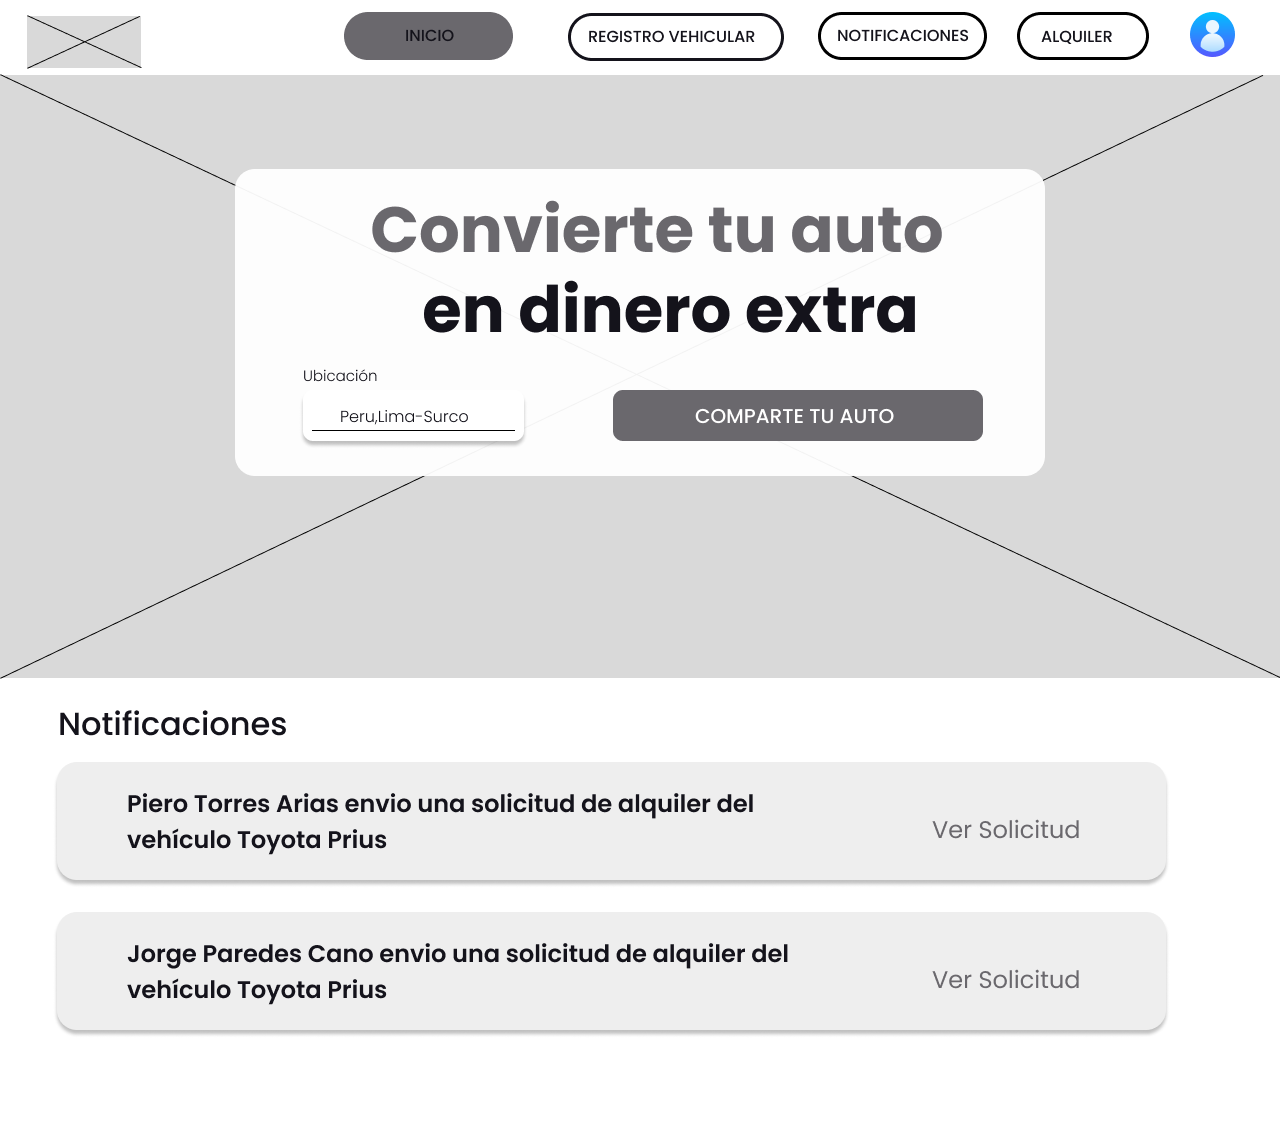 INICIO
REGISTRO VEHICULAR
NOTIFICACIONES
ALQUILER
Convierte tu auto
en dinero extra
Ubicación
Peru,Lima-Surco
COMPARTE TU AUTO
Notificaciones
Piero Torres Arias envio una solicitud de alquiler del
vehículo Toyota Prius
Ver Solicitud
Jorge Paredes Cano envio una solicitud de alquiler del
vehículo Toyota Prius
Ver Solicitud